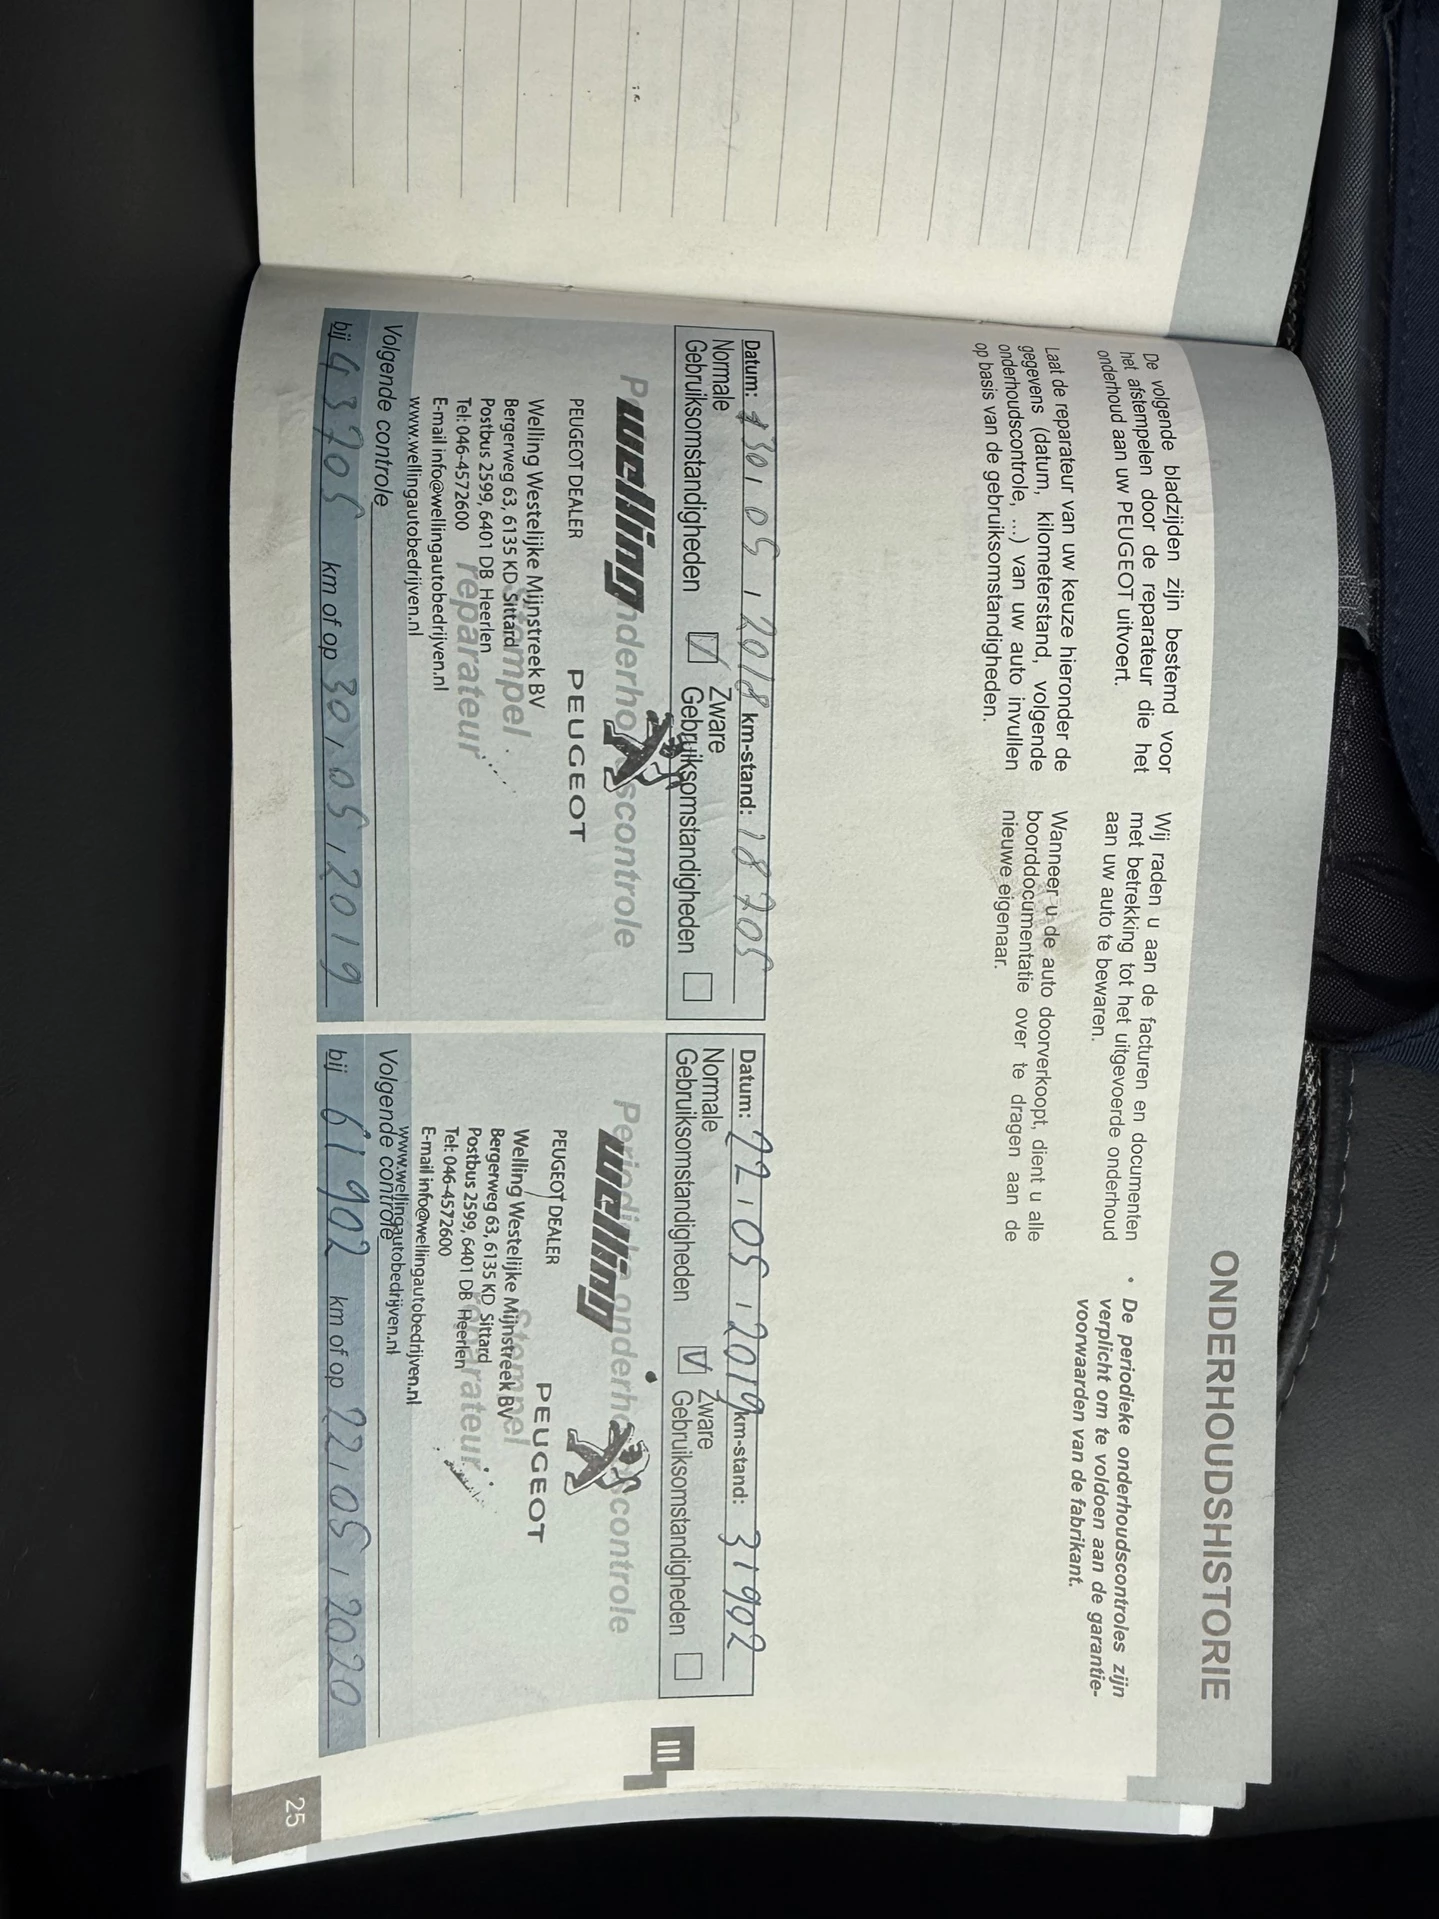 ONDERHOUDSHISTORIE
De volgende bladzijden zijn bestemd voor
het afstempelen door de reparateur die het
onderhoud aan uw PEUGEOT uitvoert.
Laat de reparateur van uw keuze hieronder de
gegevens (datum, kilometerstand, volgende
onderhoudscontrole, ...) van uw auto invullen
op basis van de gebruiksomstandigheden.
Wij raden u aan de facturen en documenten
met betrekking tot het uitgevoerde onderhoud
aan uw auto te bewaren.
Wanneer u de auto doorverkoopt, dient u alle
boorddocumentatie over te dragen aan de
nieuwe eigenaar.
• De periodieke onderhoudscontroles zijn
verplicht om te voldoen aan de garantie-
voorwaarden van de fabrikant.
Datum: 30.05.2018 km-stand: 18705
Normale
Gebruiksomstandigheden
Zware
Gebruiksomstandigheden
onderhoudscontrole
welling
PEUGEOT DEALER
PEUGEOT
Welling Westelijke Mijnstreek BV
Bergerweg 63, 6135 KD Sittard
Postbus 2599, 6401 DB Heerlen
Tel: 046-4572600
E-mail info@wellingautobedrijven.nl
www.wellingautobedrijven.nl
Stempel
reparateur
Volgende controle
bij 43705 km of op 30.05.2019
Datum: 22.05.2019 km-stand: 31902
Normale
Gebruiksomstandigheden
Zware
Gebruiksomstandigheden
Periodieke onderhoudscontrole
welling
PEUGEOT DEALER
PEUGEOT
Welling Westelijke Mijnstreek BV
Bergerweg 63, 6135 KD Sittard
Postbus 2599, 6401 DB Heerlen
Tel: 046-4572600
E-mail info@wellingautobedrijven.nl
www.wellingautobedrijven.nl
Stempel
reparateur
Volgende controle
bij 61902 km of op 22.05.2020
III
25